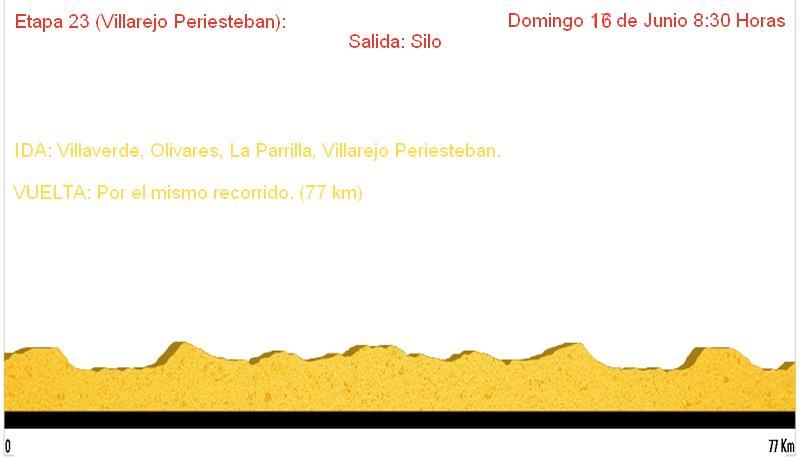 Etapa 23 (Villarejo Periesteban): Domingo 16 de Junio 8:30 Horas
Salida: Silo
IDA: Villaverde, Olivares. La Parrilla, Villarejo Periesteban.
VUELTA: Por el mismo recorrido. (77 km)
0 77 Km